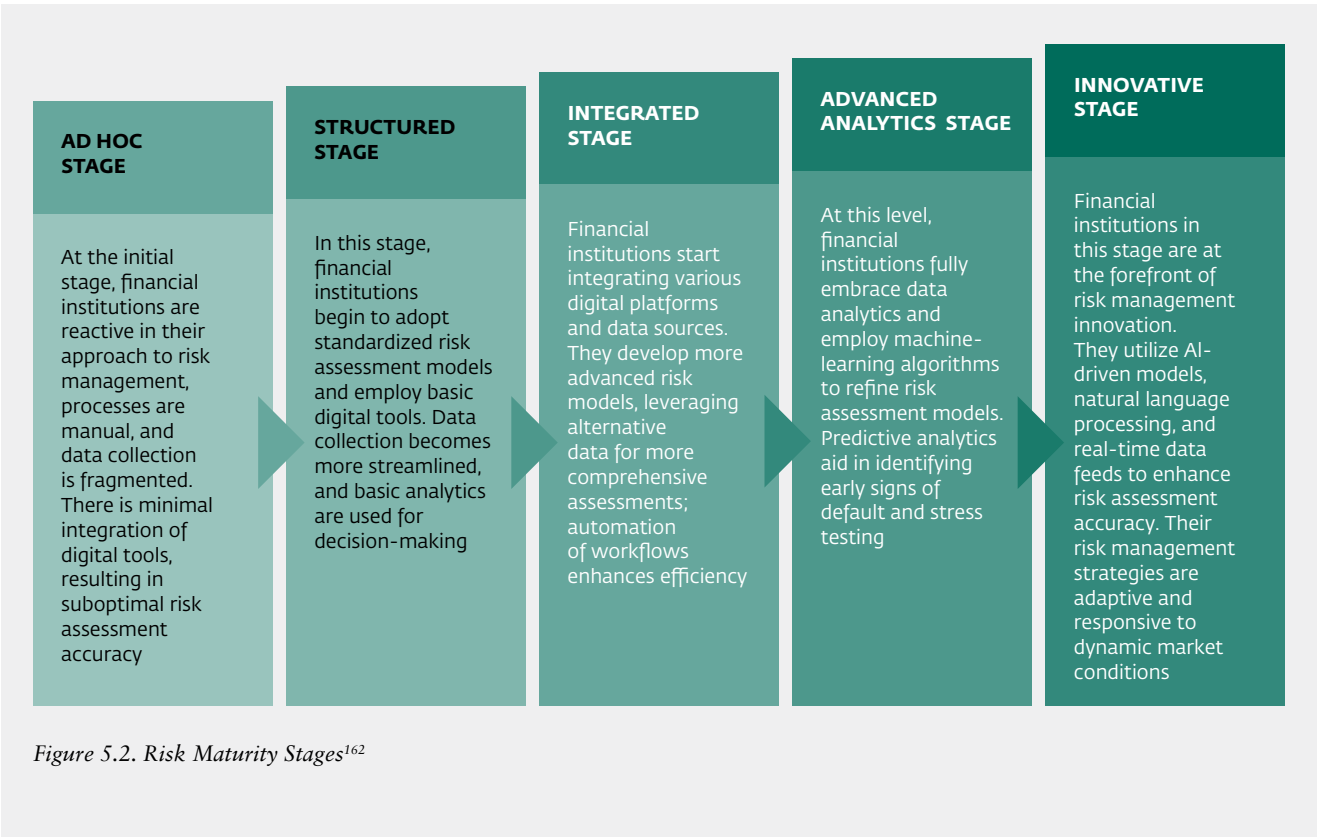 AD HOC
STAGE
At the initial
stage, financial
institutions are
reactive in their
approach to risk
management,
processes are
manual, and
data collection
is fragmented.
There is minimal
integration of
digital tools,
resulting in
suboptimal risk
assessment
accuracy
STRUCTURED
STAGE
In this stage,
financial
institutions
begin to adopt
standardized risk
assessment models
and employ basic
digital tools. Data
collection becomes
more streamlined,
and basic analytics
are used for
decision-making
INTEGRATED
STAGE
Financial
institutions start
integrating various
digital platforms
and data sources.
They develop more
advanced risk
models, leveraging
alternative
data for more
comprehensive
assessments;
automation
of workflows
enhances efficiency
ADVANCED
ANALYTICS STAGE
At this level,
financial
institutions fully
embrace data
analytics and
employ machine-
learning algorithms
to refine risk
assessment models.
Predictive analytics
aid in identifying
early signs of
default and stress
testing
INNOVATIVE
STAGE
Financial
institutions in
this stage are at
the forefront of
risk management
innovation.
They utilize AI-
driven models,
natural language
processing, and
real-time data
feeds to enhance
risk assessment
accuracy. Their
risk management
strategies are
adaptive and
responsive to
dynamic market
conditions
Figure 5.2. Risk Maturity Stages162